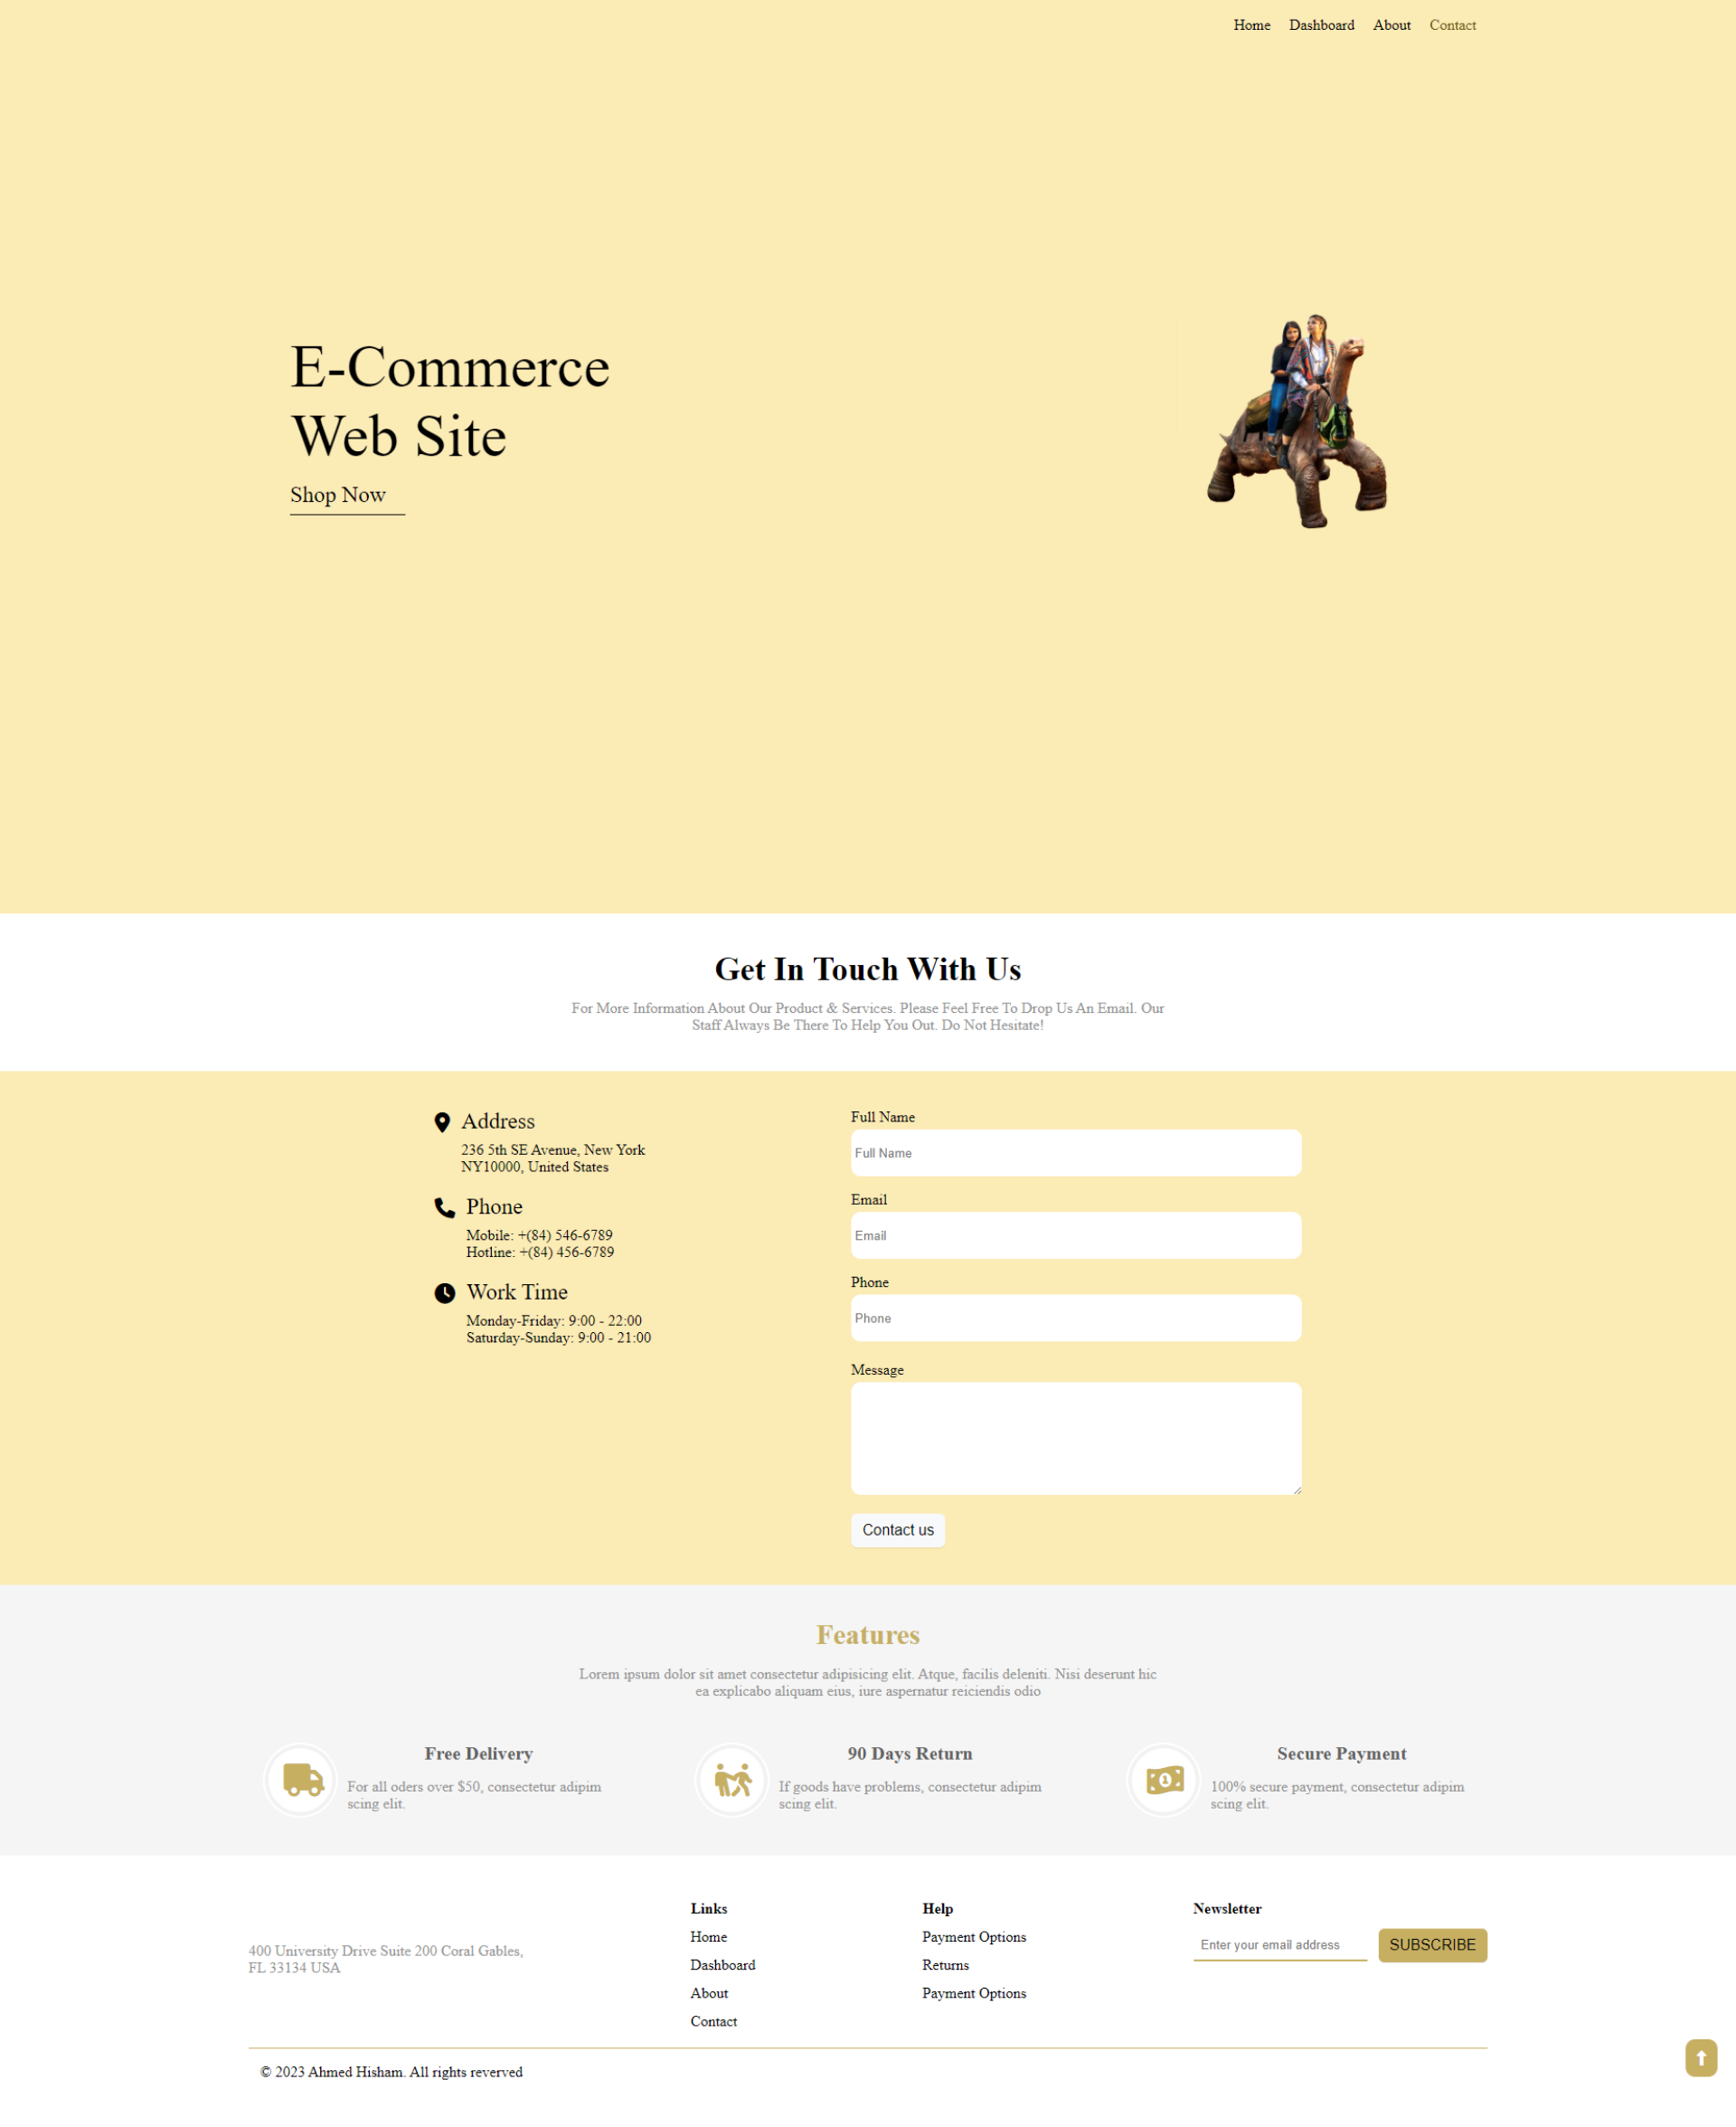 Home Dashboard About Contact
E-Commerce
Web Site
Shop Now
Get In Touch With Us
For More Information About Our Product & Services. Please Feel Free To Drop Us An Email. Our
Staff Always Be There To Help You Out. Do Not Hesitate!
Address
236 5th SE Avenue, New York
NY10000, United States
Phone
Mobile: +(84) 546-6789
Hotline: +(84) 456-6789
Work Time
Monday-Friday: 9:00 - 22:00
Saturday-Sunday: 9:00 - 21:00
Full Name
Full Name
Email
Email
Phone
Phone
Message
Contact us
Features
Lorem ipsum dolor sit amet consectetur adipisicing elit. Atque, facilis deleniti. Nisi deserunt hic
ea explicabo aliquam eius, iure aspernatur reiciendis odio
Free Delivery
For all oders over $50, consectetur adipim
scing elit.
90 Days Return
If goods have problems, consectetur adipim
scing elit.
Secure Payment
100% secure payment, consectetur adipim
scing elit.
400 University Drive Suite 200 Coral Gables,
FL 33134 USA
Links
Home
Dashboard
About
Contact
Help
Payment Options
Returns
Payment Options
Newsletter
Enter your email address
SUBSCRIBE
© 2023 Ahmed Hisham. All rights reverved